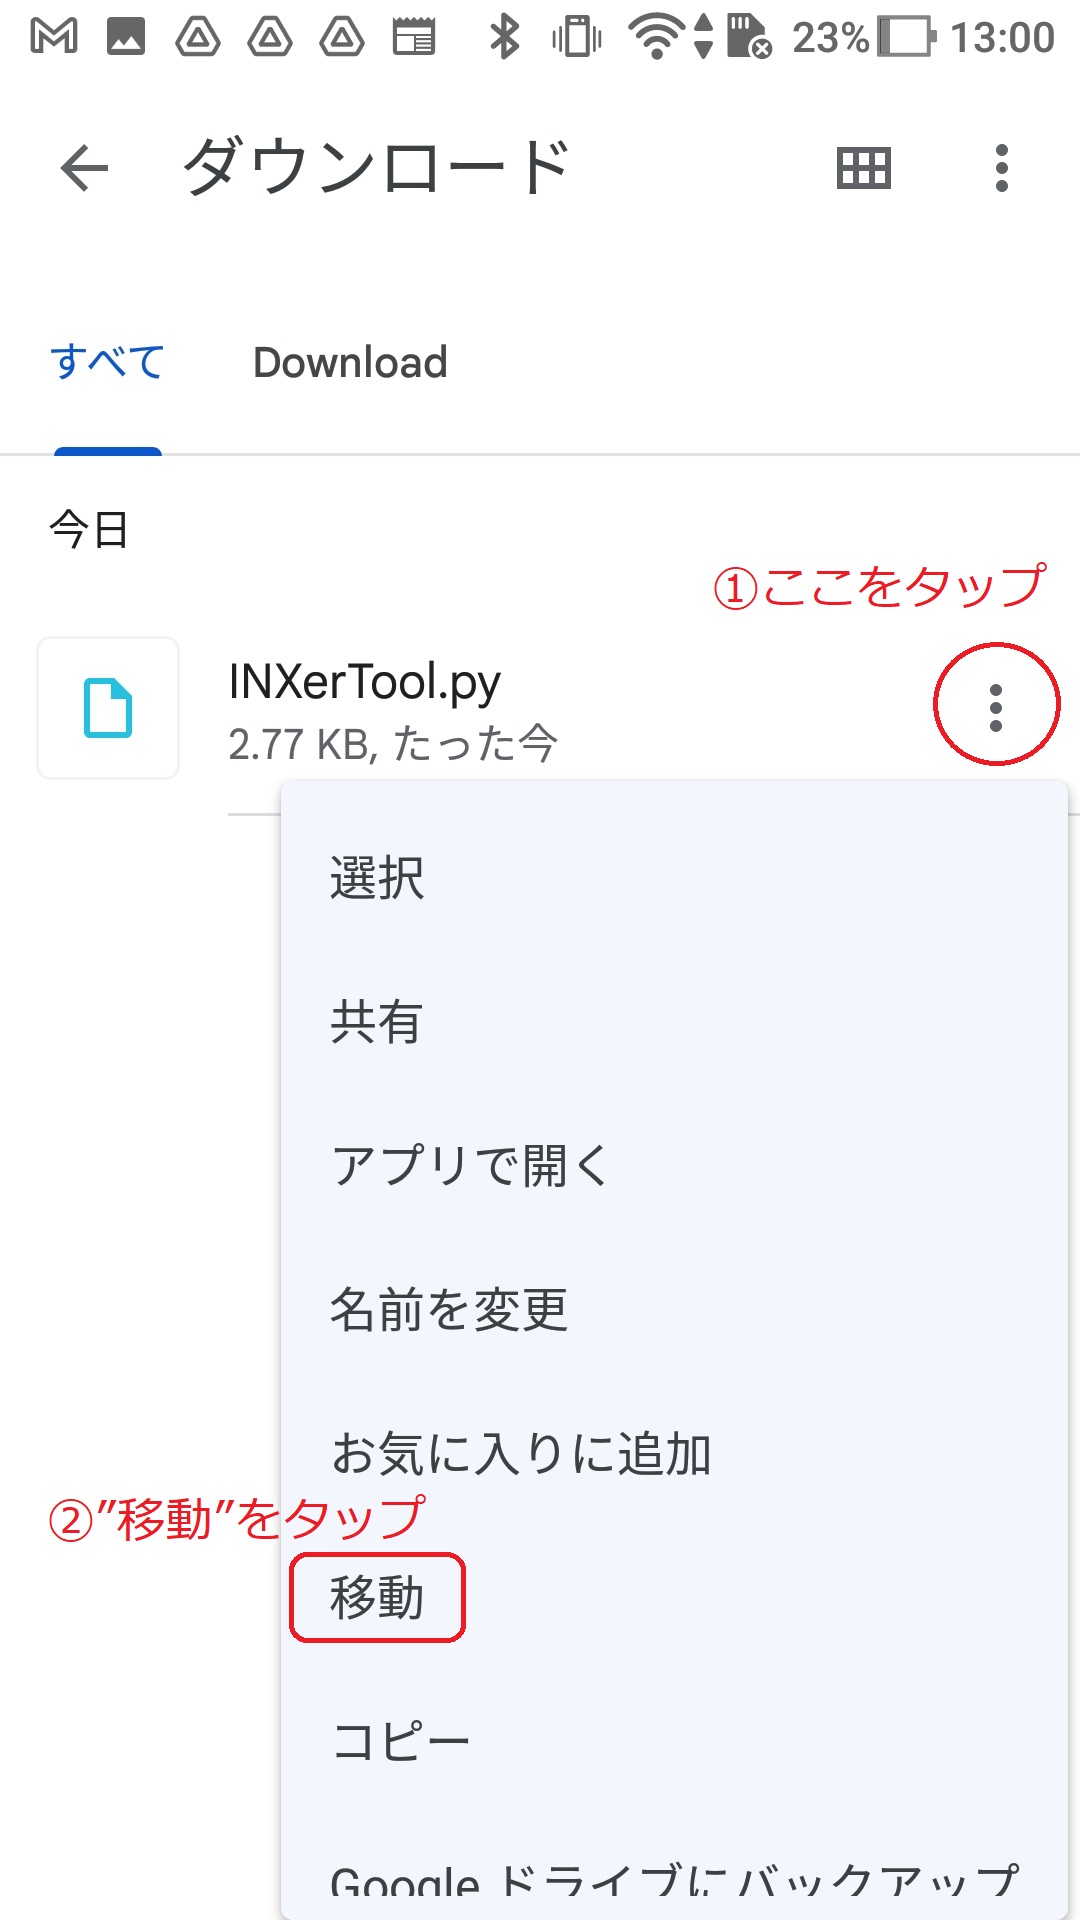 23% 13:00
ダウンロード
すべて Download
今日
①ここをタップ
INXerTool.py
2.77 KB, たった今
選択
共有
アプリで開く
名前を変更
お気に入りに追加
②”移動”をタップ
移動
コピー
Google ドライブにバックアップ